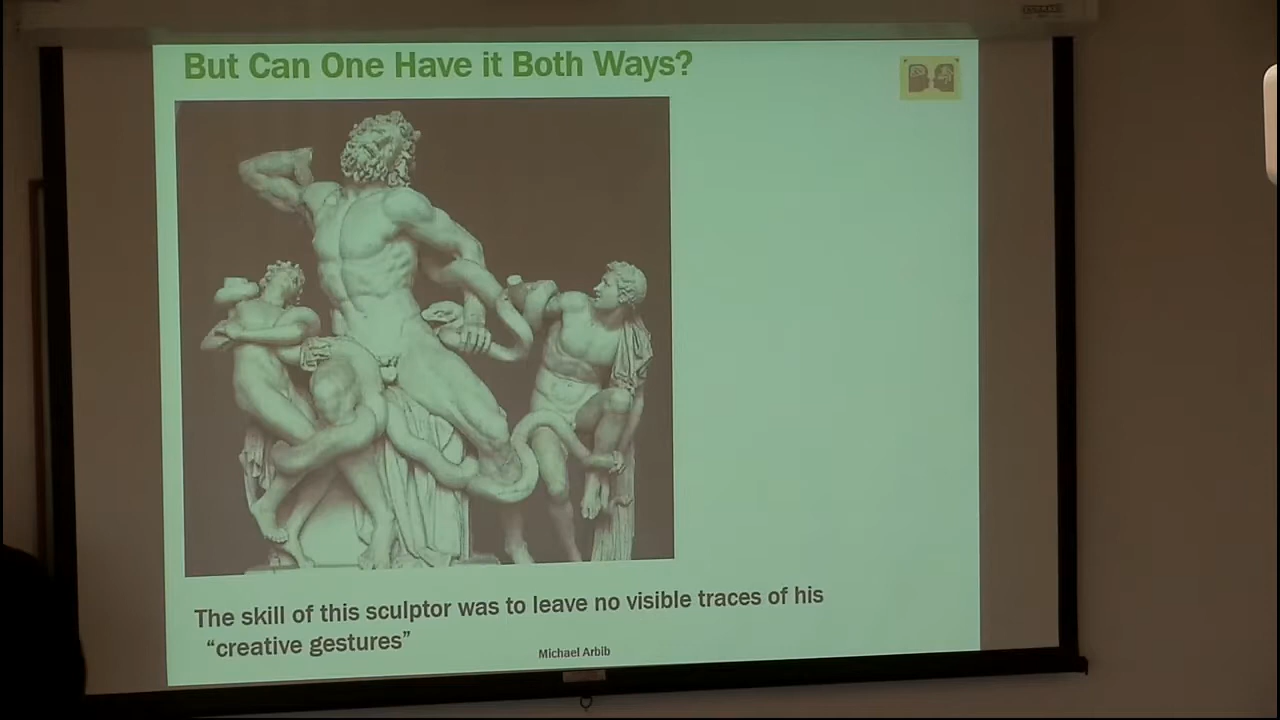 But Can One Have it Both Ways?
The skill of this sculptor was to leave no visible traces of his
“creative gestures”
Michael Arbib